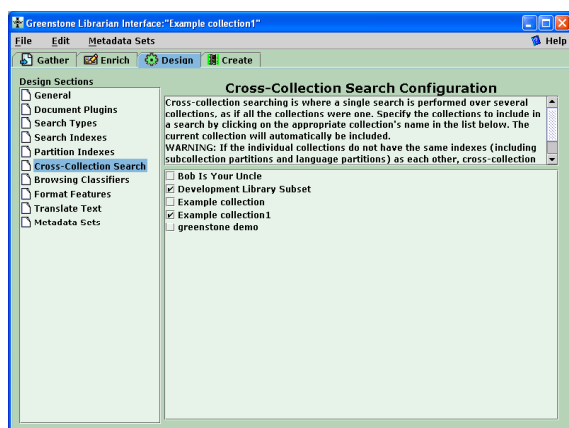 Greenstone Librarian Interface:"Example collection1"
File Edit Metadata Sets Help
Gather Enrich Design Create
Design Sections
General
Document Plugins
Search Types
Search Indexes
Partition Indexes
Cross-Collection Search
Browsing Classifiers
Format Features
Translate Text
Metadata Sets
Cross-Collection Search Configuration
Cross-collection searching is where a single search is performed over several
collections, as if all the collections were one. Specify the collections to include in
a search by clicking on the appropriate collection's name in the list below. The
current collection will automatically be included.
WARNING: If the individual collections do not have the same indexes (including
subcollection partitions and language partitions) as each other, cross-collection
Bob Is Your Uncle
Development Library Subset
Example collection
Example collection1
greenstone demo